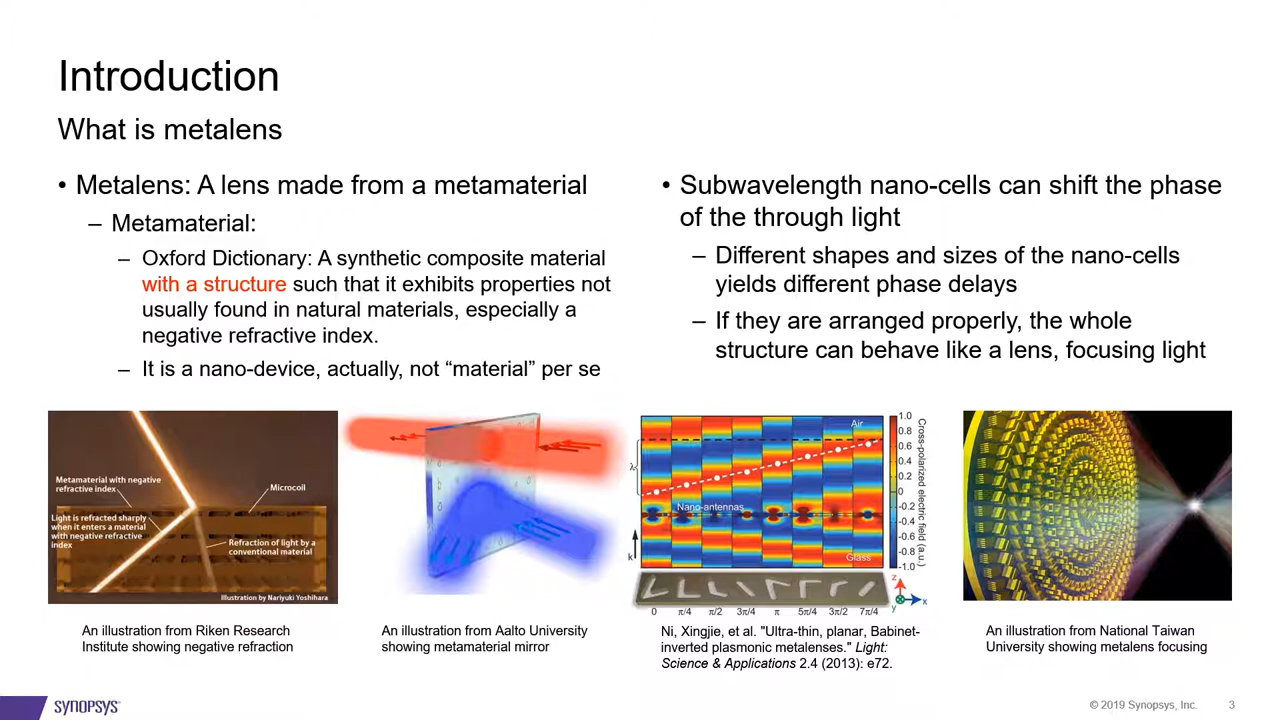 Introduction
What is metalens
• Metalens: A lens made from a metamaterial
– Metamaterial:
– Oxford Dictionary: A synthetic composite material
with a structure such that it exhibits properties not
usually found in natural materials, especially a
negative refractive index.
– It is a nano-device, actually, not “material” per se
• Subwavelength nano-cells can shift the phase
of the through light
– Different shapes and sizes of the nano-cells
yields different phase delays
– If they are arranged properly, the whole
structure can behave like a lens, focusing light
Metamaterial with negative
refractive index
Microcoil
Light is refracted sharply
when it enters a material
with negative refractive
index
Refraction of light by a
conventional material
Illustration by Nariyuki Yoshihara
An illustration from Riken Research
Institute showing negative refraction
An illustration from Aalto University
showing metamaterial mirror
Air
λ
Nano-antennas
k
Glass
1.0
0.8
0.6
0.4
0.2
0
-0.2
-0.4
-0.6
-0.8
-1.0
Cross-polarized electric field (a.u.)
z
y
x
0 π/4 π/2 3π/4 π 5π/4 3π/2 7π/4
Ni, Xingjie, et al. "Ultra-thin, planar, Babinet-
inverted plasmonic metalenses." Light:
Science & Applications 2.4 (2013): e72.
An illustration from National Taiwan
University showing metalens focusing
SYNOPSYS
© 2019 Synopsys, Inc. 3